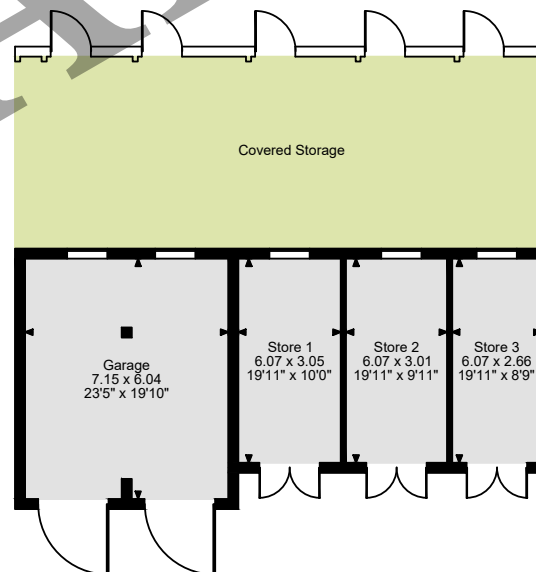 Covered Storage
Garage
7.15 x 6.04
23'5" x 19'10"
Store 1
6.07 x 3.05
19'11" x 10'0"
Store 2
6.07 x 3.01
19'11" x 9'11"
Store 3
6.07 x 2.66
19'11" x 8'9"